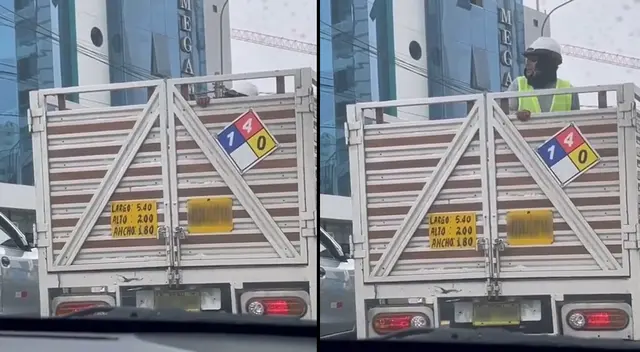 MEGA
1 4 0
LARGO 5.40
ALTO : 2.00
ANCHO: 1.80
MEGA
1 4 0
LARGO 5.40
ALTO : 2.00
ANCHO: 1.80